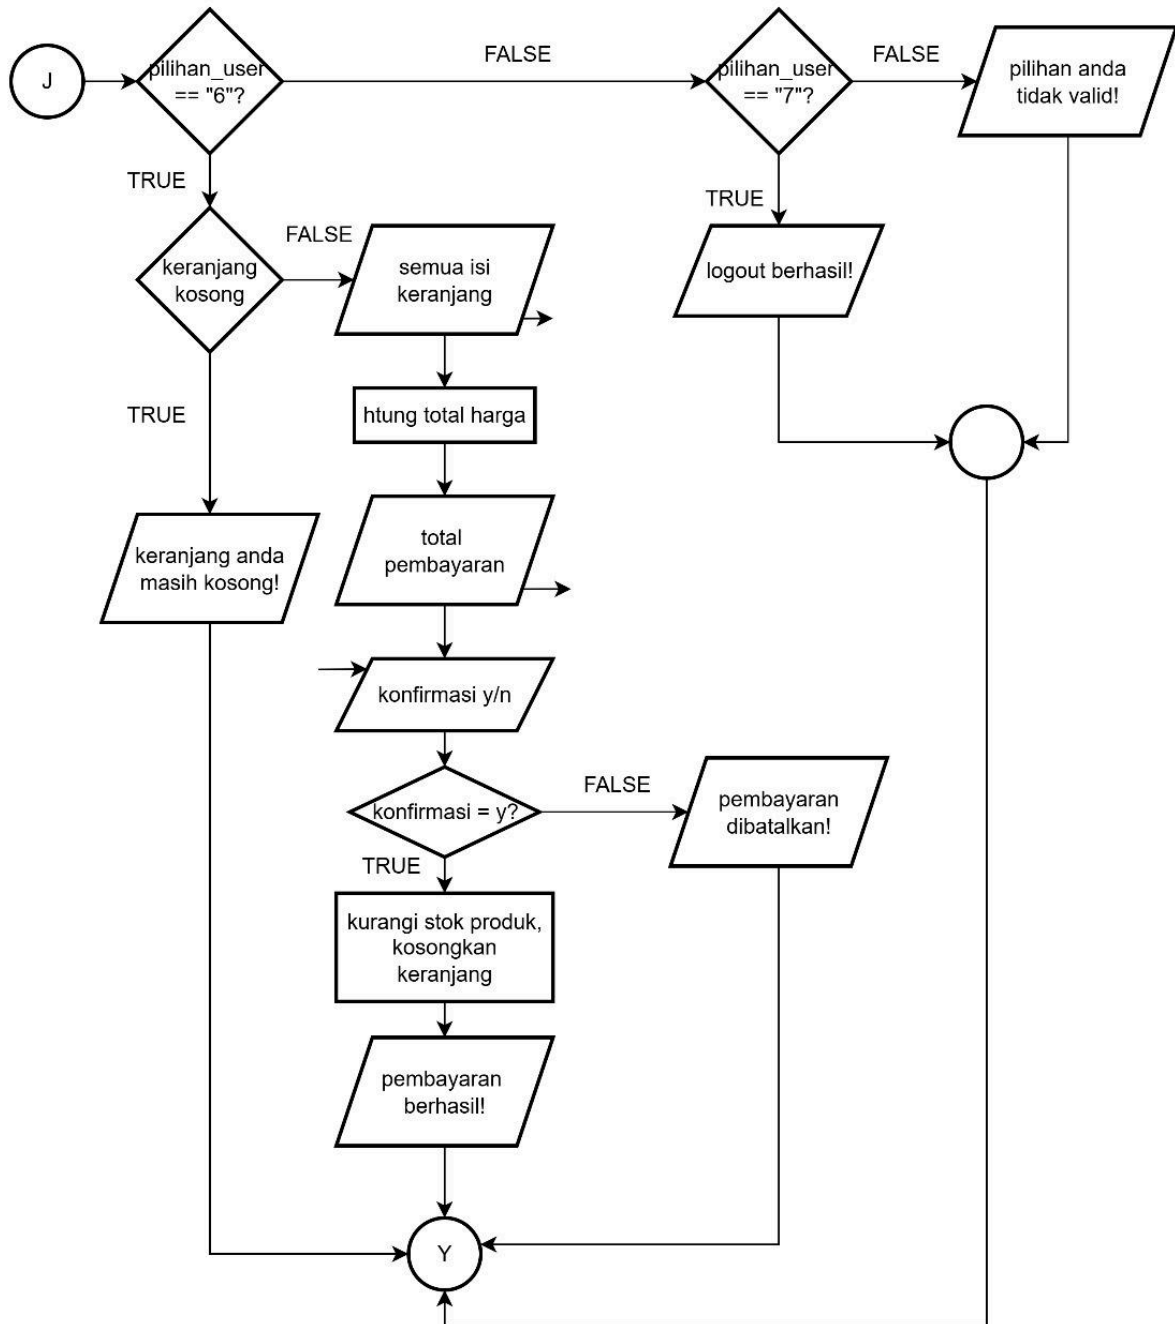 J
pilihan_user
== "6"?
FALSE
pilihan_user
== "7"?
FALSE
pilihan anda
tidak valid!
TRUE
TRUE
keranjang
kosong
FALSE
semua isi
keranjang
logout berhasil!
TRUE
htung total harga
keranjang anda
masih kosong!
total
pembayaran
konfirmasi y/n
konfirmasi = y?
FALSE
pembayaran
dibatalkan!
TRUE
kurangi stok produk,
kosongkan
keranjang
pembayaran
berhasil!
Y